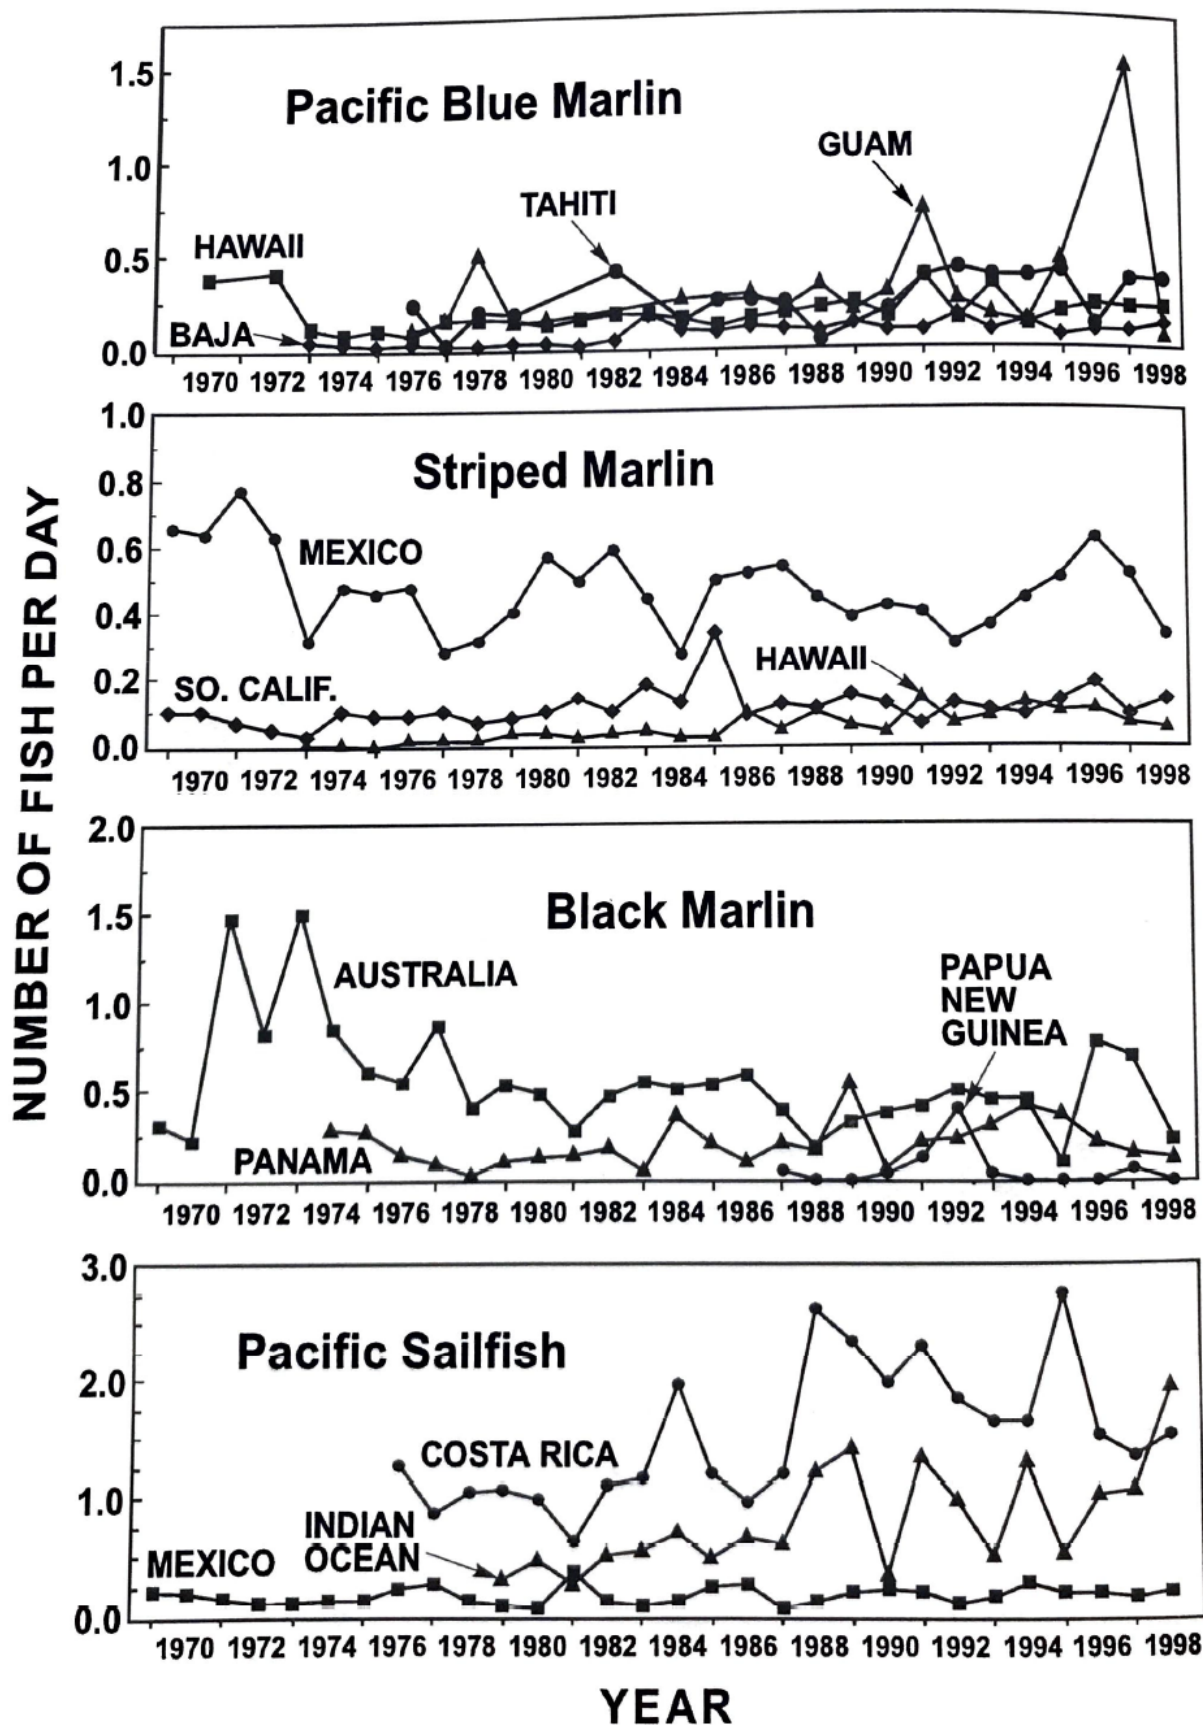 NUMBER OF FISH PER DAY
Pacific Blue Marlin
1.5
1.0
0.5
0.0
GUAM
TAHITI
HAWAII
BAJA
1970 1972 1974 1976 1978 1980 1982 1984 1986 1988 1990 1992 1994 1996 1998
1.0
0.8
0.6
0.4
0.2
0.0
Striped Marlin
MEXICO
HAWAII
SO. CALIF.
1970 1972 1974 1976 1978 1980 1982 1984 1986 1988 1990 1992 1994 1996 1998
2.0
1.5
1.0
0.5
0.0
Black Marlin
AUSTRALIA
PAPUA
NEW
GUINEA
PANAMA
1970 1972 1974 1976 1978 1980 1982 1984 1986 1988 1990 1992 1994 1996 1998
3.0
2.0
1.0
0.0
Pacific Sailfish
COSTA RICA
INDIAN
OCEAN
MEXICO
1970 1972 1974 1976 1978 1980 1982 1984 1986 1988 1990 1992 1994 1996 1998
YEAR